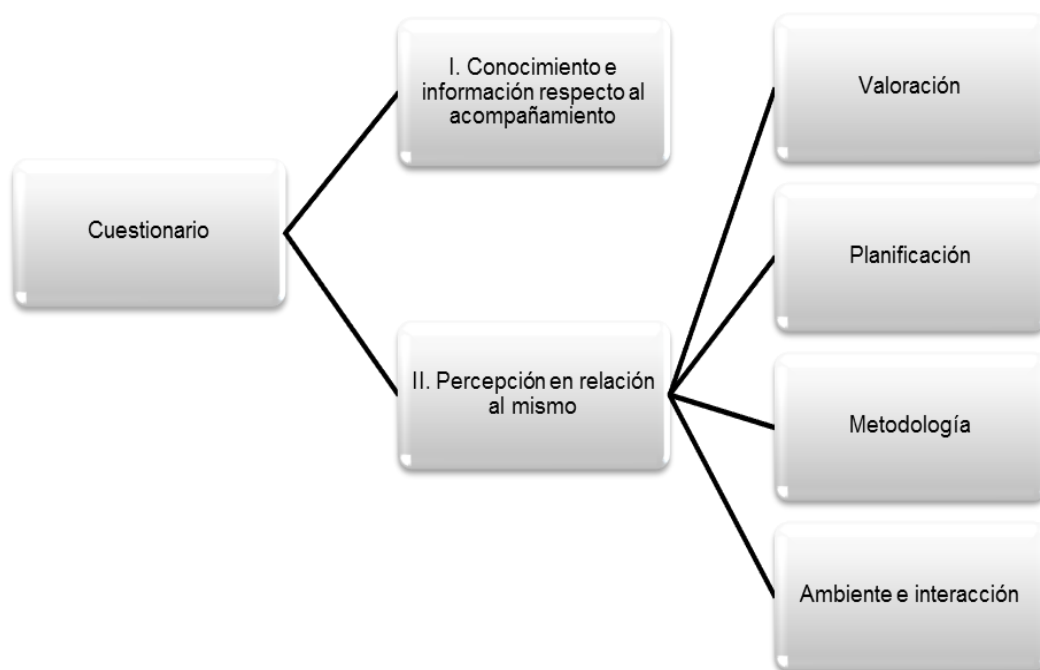 Cuestionario
I. Conocimiento e
información respecto al
acompañamiento
II. Percepción en relación
al mismo
Valoración
Planificación
Metodología
Ambiente e interacción